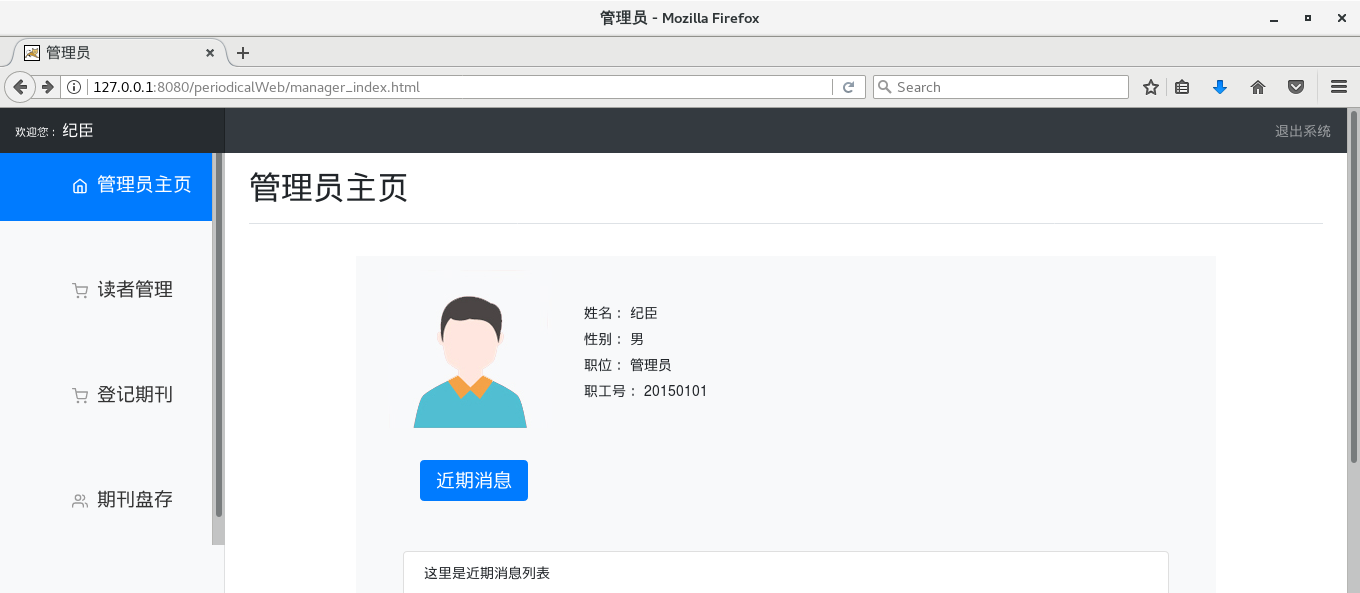 管理员 - Mozilla Firefox
管理员
127.0.0.1:8080/periodicalWeb/manager_index.html
Search
欢迎您： 纪臣
退出系统
管理员主页
读者管理
登记期刊
期刊盘存
管理员主页
姓名： 纪臣
性别： 男
职位： 管理员
职工号： 20150101
近期消息
这里是近期消息列表